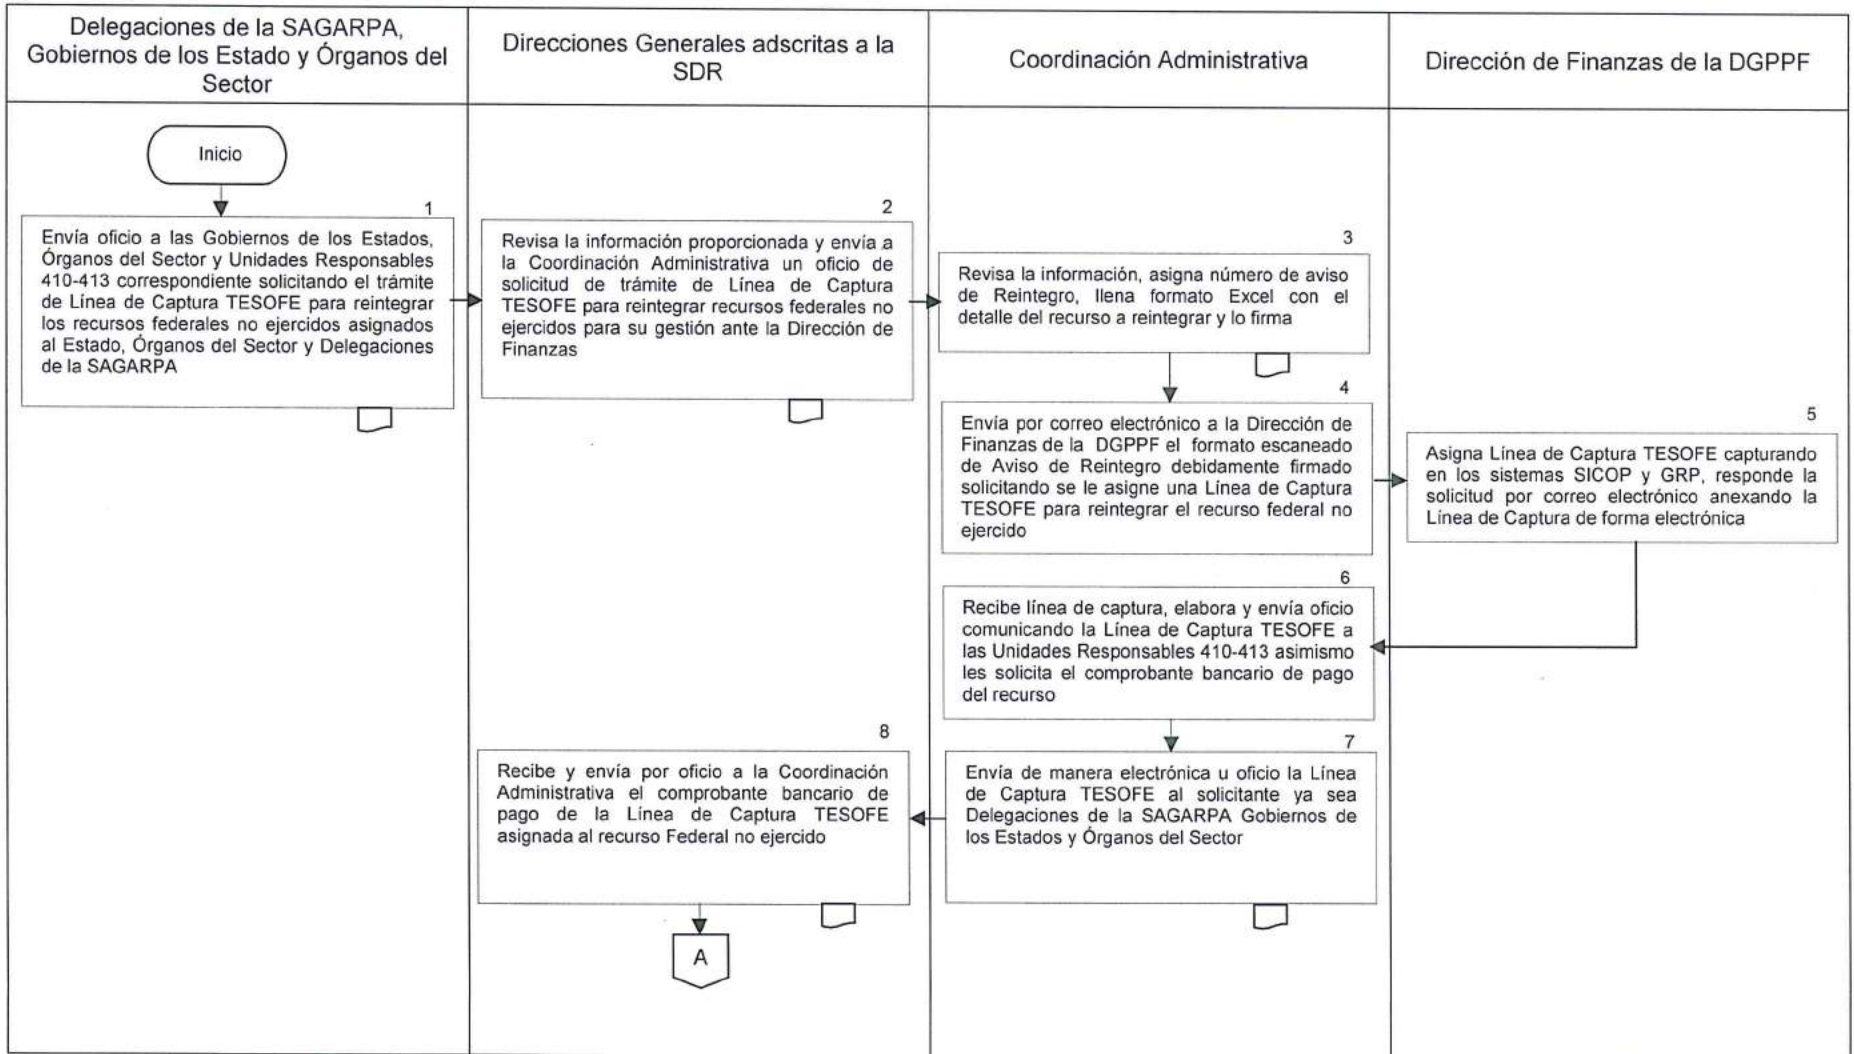 Delegaciones de la SAGARPA,
Gobiernos de los Estado y Órganos del
Sector
Direcciones Generales adscritas a la
SDR
Coordinación Administrativa
Dirección de Finanzas de la DGPPF
Inicio
1
Envía oficio a las Gobiernos de los Estados,
Órganos del Sector y Unidades Responsables
410-413 correspondiente solicitando el trámite
de Línea de Captura TESOFE para reintegrar
los recursos federales no ejercidos asignados
al Estado, Órganos del Sector y Delegaciones
de la SAGARPA
2
Revisa la información proporcionada y envía a
la Coordinación Administrativa un oficio de
solicitud de trámite de Línea de Captura
TESOFE para reintegrar recursos federales no
ejercidos para su gestión ante la Dirección de
Finanzas
3
Revisa la información, asigna número de aviso
de Reintegro, llena formato Excel con el
detalle del recurso a reintegrar y lo firma
4
Envía por correo electrónico a la Dirección de
Finanzas de la DGPPF el formato escaneado
de Aviso de Reintegro debidamente firmado
solicitando se le asigne una Línea de Captura
TESOFE para reintegrar el recurso federal no
ejercido
5
Asigna Línea de Captura TESOFE capturando
en los sistemas SICOP y GRP, responde la
solicitud por correo electrónico anexando la
Línea de Captura de forma electrónica
6
Recibe línea de captura, elabora y envía oficio
comunicando la Línea de Captura TESOFE a
las Unidades Responsables 410-413 asimismo
les solicita el comprobante bancario de pago
del recurso
7
Envía de manera electrónica u oficio la Línea
de Captura TESOFE al solicitante ya sea
Delegaciones de la SAGARPA Gobiernos de
los Estados y Órganos del Sector
8
Recibe y envía por oficio a la Coordinación
Administrativa el comprobante bancario de
pago de la Línea de Captura TESOFE
asignada al recurso Federal no ejercido
A